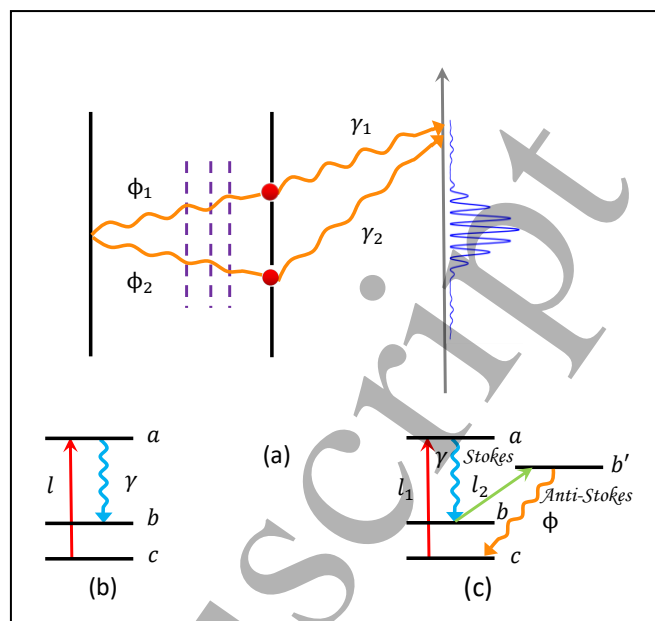 γ₁
ϕ₁
γ₂
ϕ₂
(a)
a
l
γ
b
c
(b)
a
γ Stokes
b′
l₁
l₂
Anti-Stokes
b
ϕ
c
(c)
script